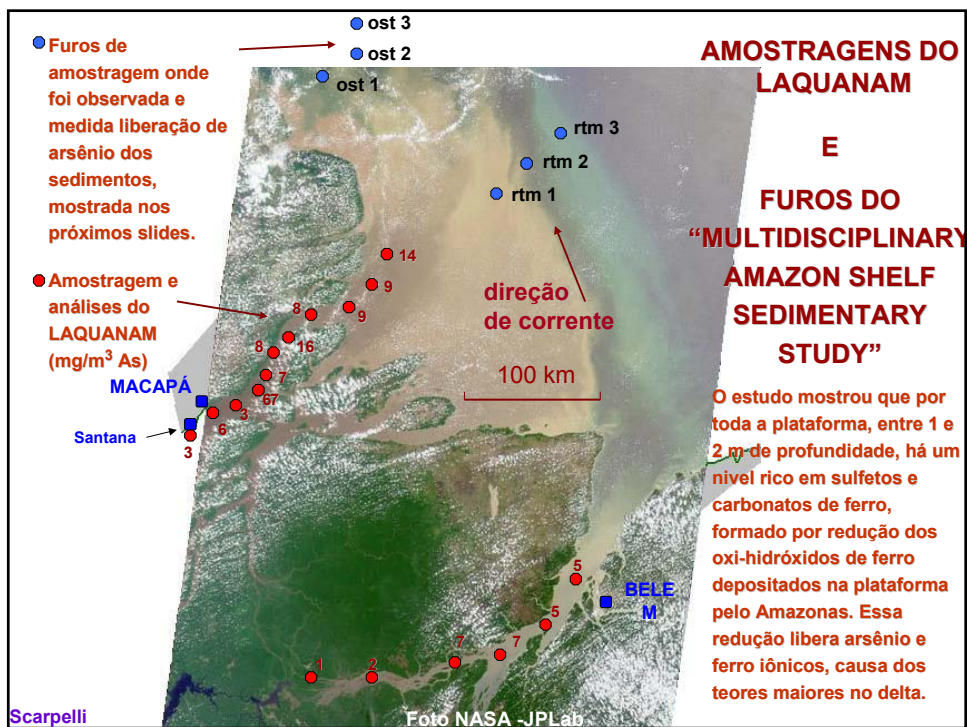 ost 3
ost 2
ost 1
Furos de
amostragem onde
foi observada e
medida liberação de
arsênio dos
sedimentos,
mostrada nos
próximos slides.
Amostragem e
análises do
LAQUANAM
(mg/m³ As)
MACAPÁ
Santana
3
6
3
67
7
8
16
8
9
9
14
rtm 3
rtm 2
rtm 1
direção
de corrente
100 km
5
BELE
M
5
7
7
2
1
AMOSTRAGENS DO
LAQUANAM
E
FUROS DO
“MULTIDISCIPLINARY
AMAZON SHELF
SEDIMENTARY
STUDY”
O estudo mostrou que por
toda a plataforma, entre 1 e
2 m de profundidade, há um
nivel rico em sulfetos e
carbonatos de ferro,
formado por redução dos
oxi-hidróxidos de ferro
depositados na plataforma
pelo Amazonas. Essa
redução libera arsênio e
ferro iônicos, causa dos
teores maiores no delta.
Scarpelli
Foto NASA -JPLab